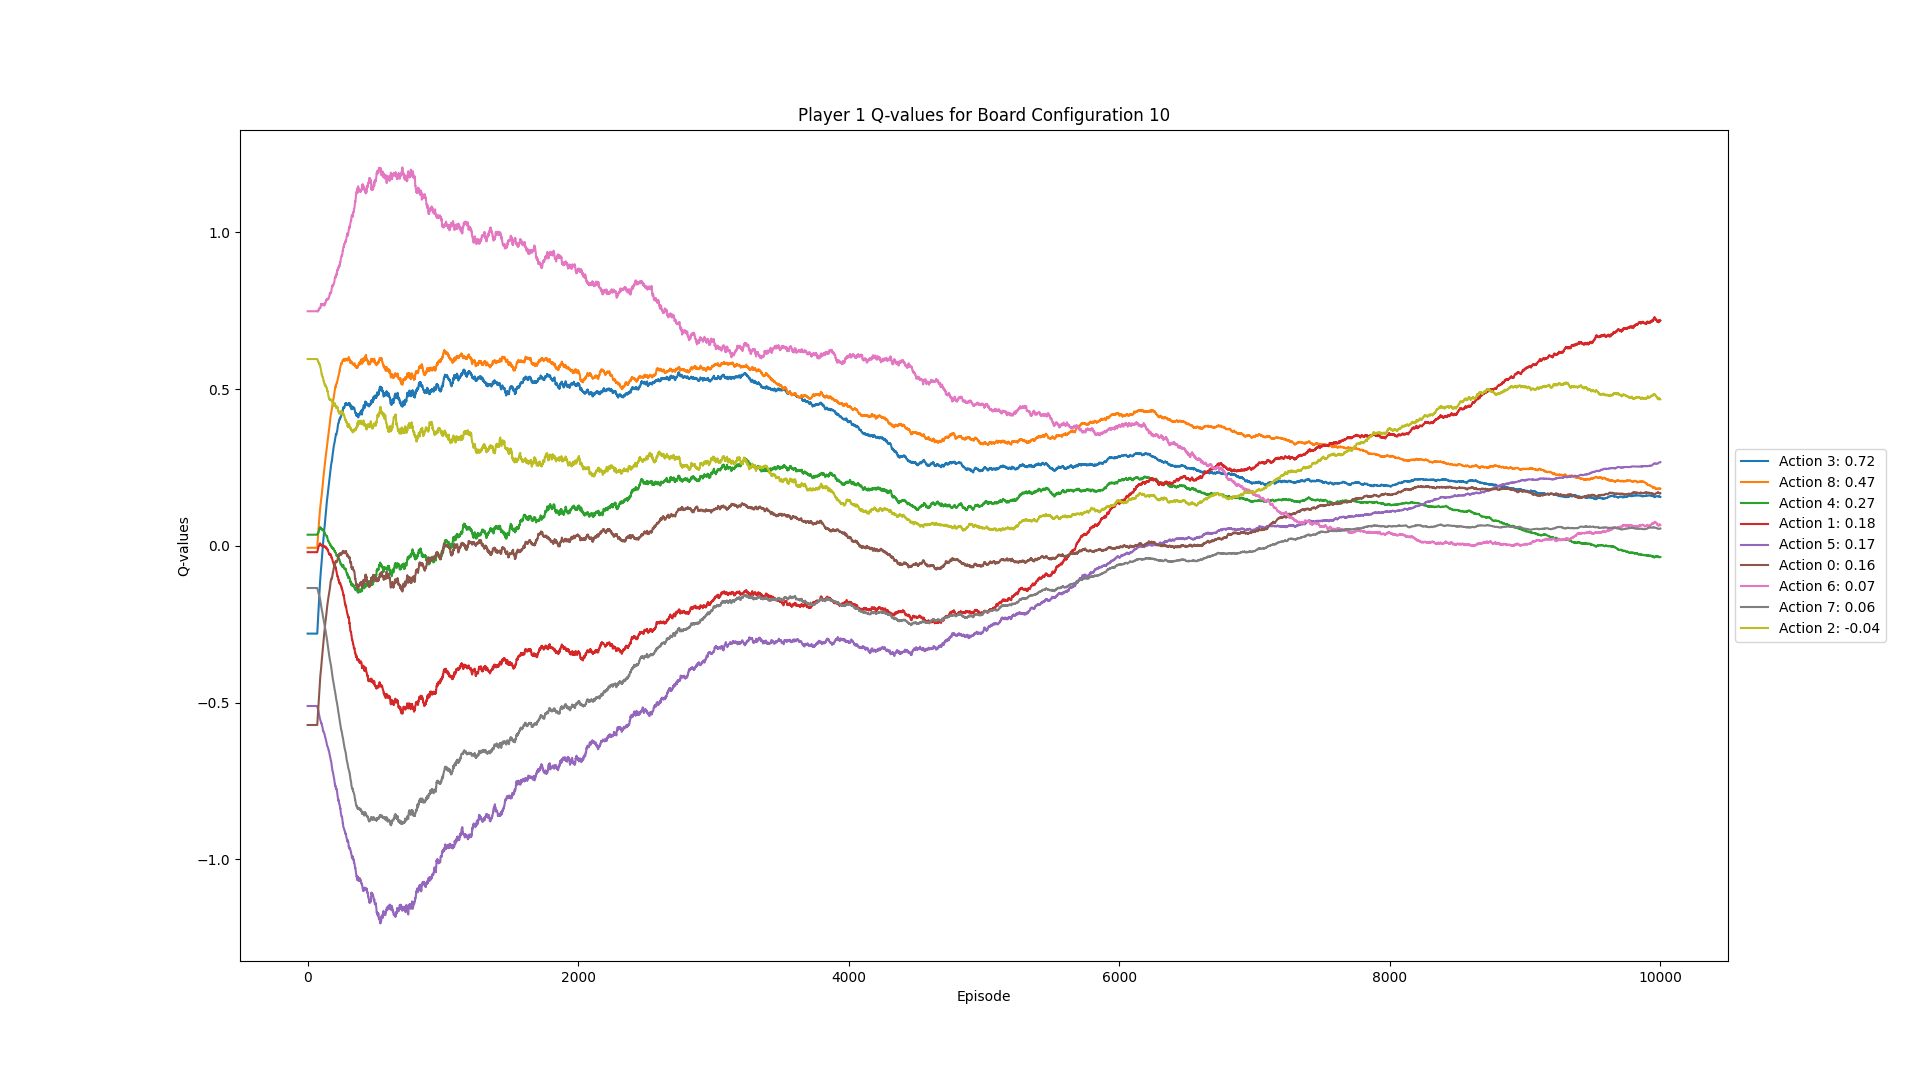 Player 1 Q-values for Board Configuration 10
1.0
0.5
0.0
−0.5
−1.0
Q-values
0
2000
4000
6000
8000
10000
Episode
Action 3: 0.72
Action 8: 0.47
Action 4: 0.27
Action 1: 0.18
Action 5: 0.17
Action 0: 0.16
Action 6: 0.07
Action 7: 0.06
Action 2: -0.04